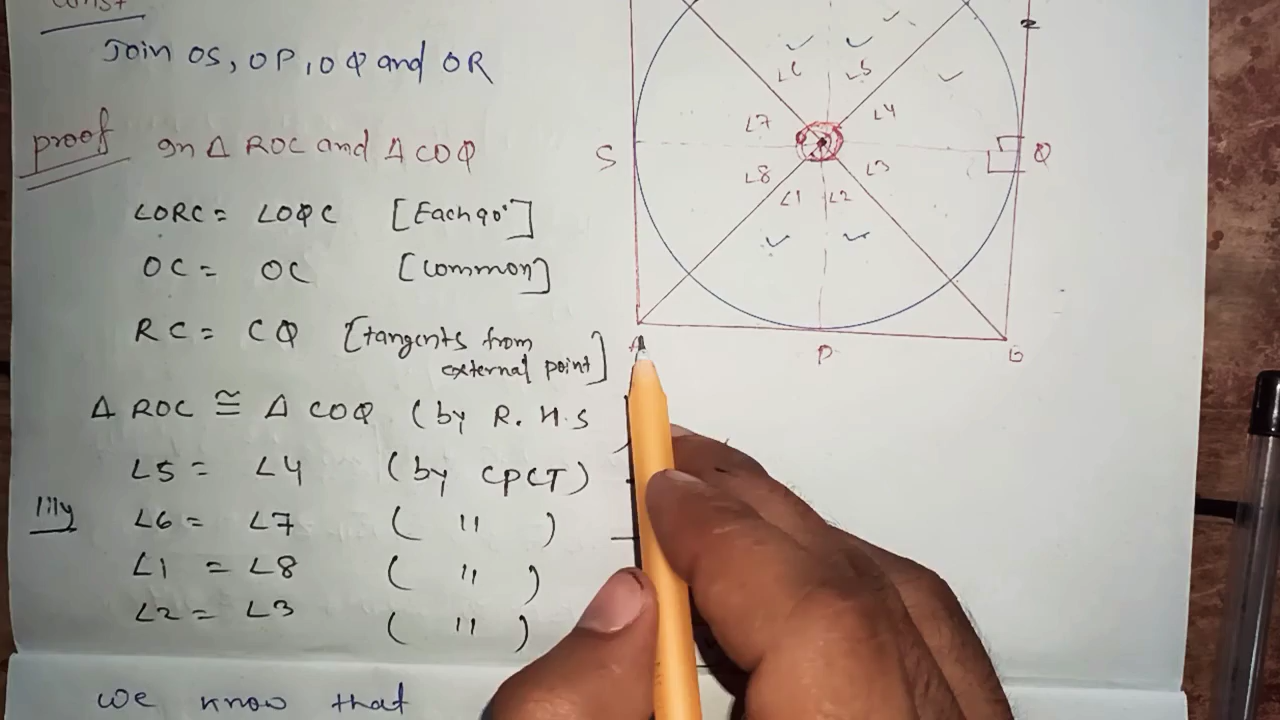 Const
Join OS, OP, OQ and OR
Proof In Δ ROC and Δ COQ
∠ORC = ∠OQC [Each 90°]
OC = OC [Common]
RC = CQ [tangents from
external point]
Δ ROC ≅ Δ COQ (by R.H.S
∠5 = ∠4 (by CPCT)
lllly ∠6 = ∠7 ( " )
∠1 = ∠8 ( " )
∠2 = ∠3 ( " )
We know that
∠6 ∠5
∠7 ∠4
S Q
∠8 ∠3
∠1 ∠2
P B